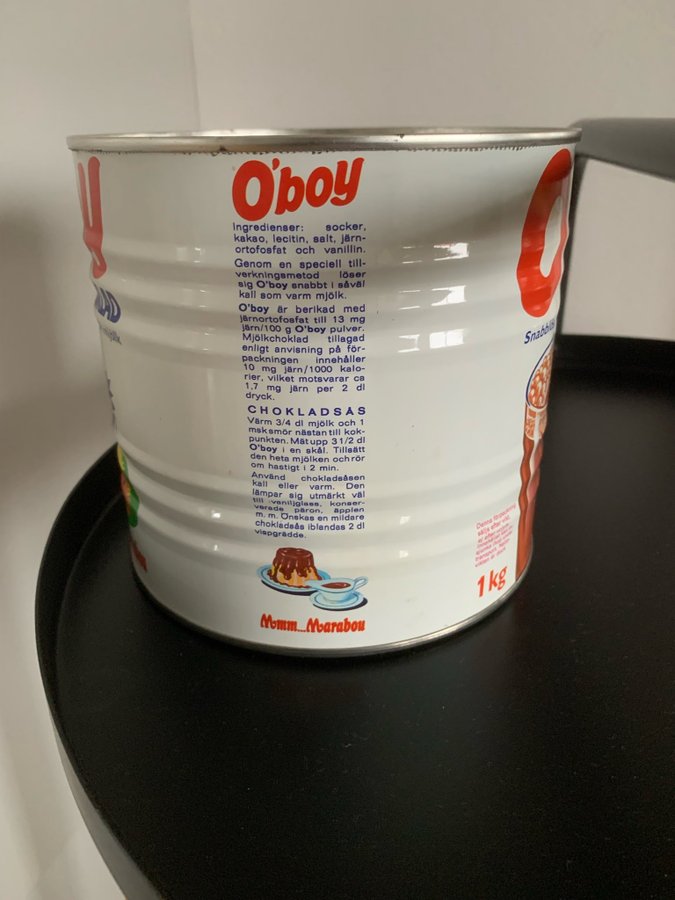 O'boy
Ingredienser: socker,
kakao, lecitin, salt, järn-
ortofosfat och vanillin.
Genom en speciell till-
verkningsmetod löser
sig O'boy snabbt i såväl
kall som varm mjölk.
O'boy är berikad med
järnortofosfat till 13 mg
järn/100 g O'boy pulver.
Mjölkchoklad tillagad
enligt anvisning på för-
packningen innehåller
10 mg järn/1000 kalo-
rier, vilket motsvarar ca
1,7 mg järn per 2 dl
dryck.
CHOKLADSÅS
Värm 3/4 dl mjölk och 1
msk smör nästan till kok-
punkten. Mät upp 3 1/2 dl
O'boy i en skål. Tillsätt
den heta mjölken och rör
om hastigt i 2 min.
Använd chokladsåsen
kall eller varm. Den
lämpar sig utmärkt väl
till vaniljglass, konser-
verade päron, äpplen
m. m. Önskas en mildare
chokladsås iblandas 2 dl
vispgrädde.
Mmm...Marabou
O
Snabblös
Denna förpackning
säljs efter vikt,
1 kg
y